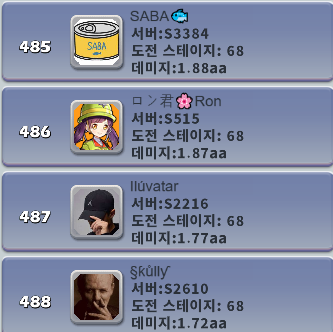 485
SABA🐟
SABA
서버:S3384
도전 스테이지: 68
데미지:1.88aa
486
ロン君🌸Ron
서버:S515
도전 스테이지: 68
데미지:1.87aa
487
Ilúvatar
서버:S2216
도전 스테이지: 68
데미지:1.77aa
488
§ƙůlly
서버:S2610
도전 스테이지: 68
데미지:1.72aa